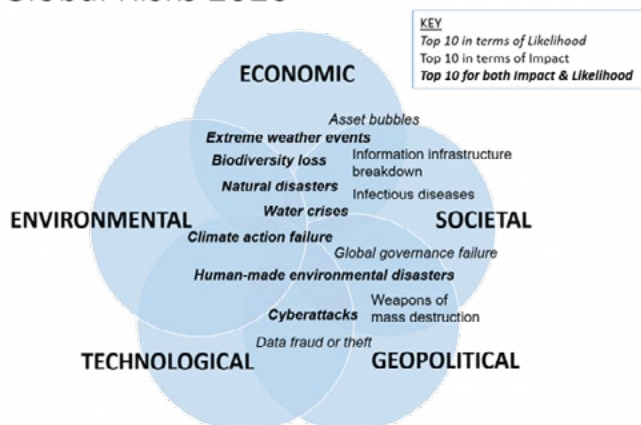 Global Risks 2020
KEY
Top 10 in terms of Likelihood
Top 10 in terms of Impact
Top 10 for both Impact & Likelihood
ECONOMIC
Asset bubbles
Extreme weather events
Biodiversity loss
Information infrastructure
breakdown
Natural disasters
Infectious diseases
Water crises
ENVIRONMENTAL
SOCIETAL
Climate action failure
Global governance failure
Human-made environmental disasters
Weapons of
mass destruction
Cyberattacks
Data fraud or theft
TECHNOLOGICAL
GEOPOLITICAL